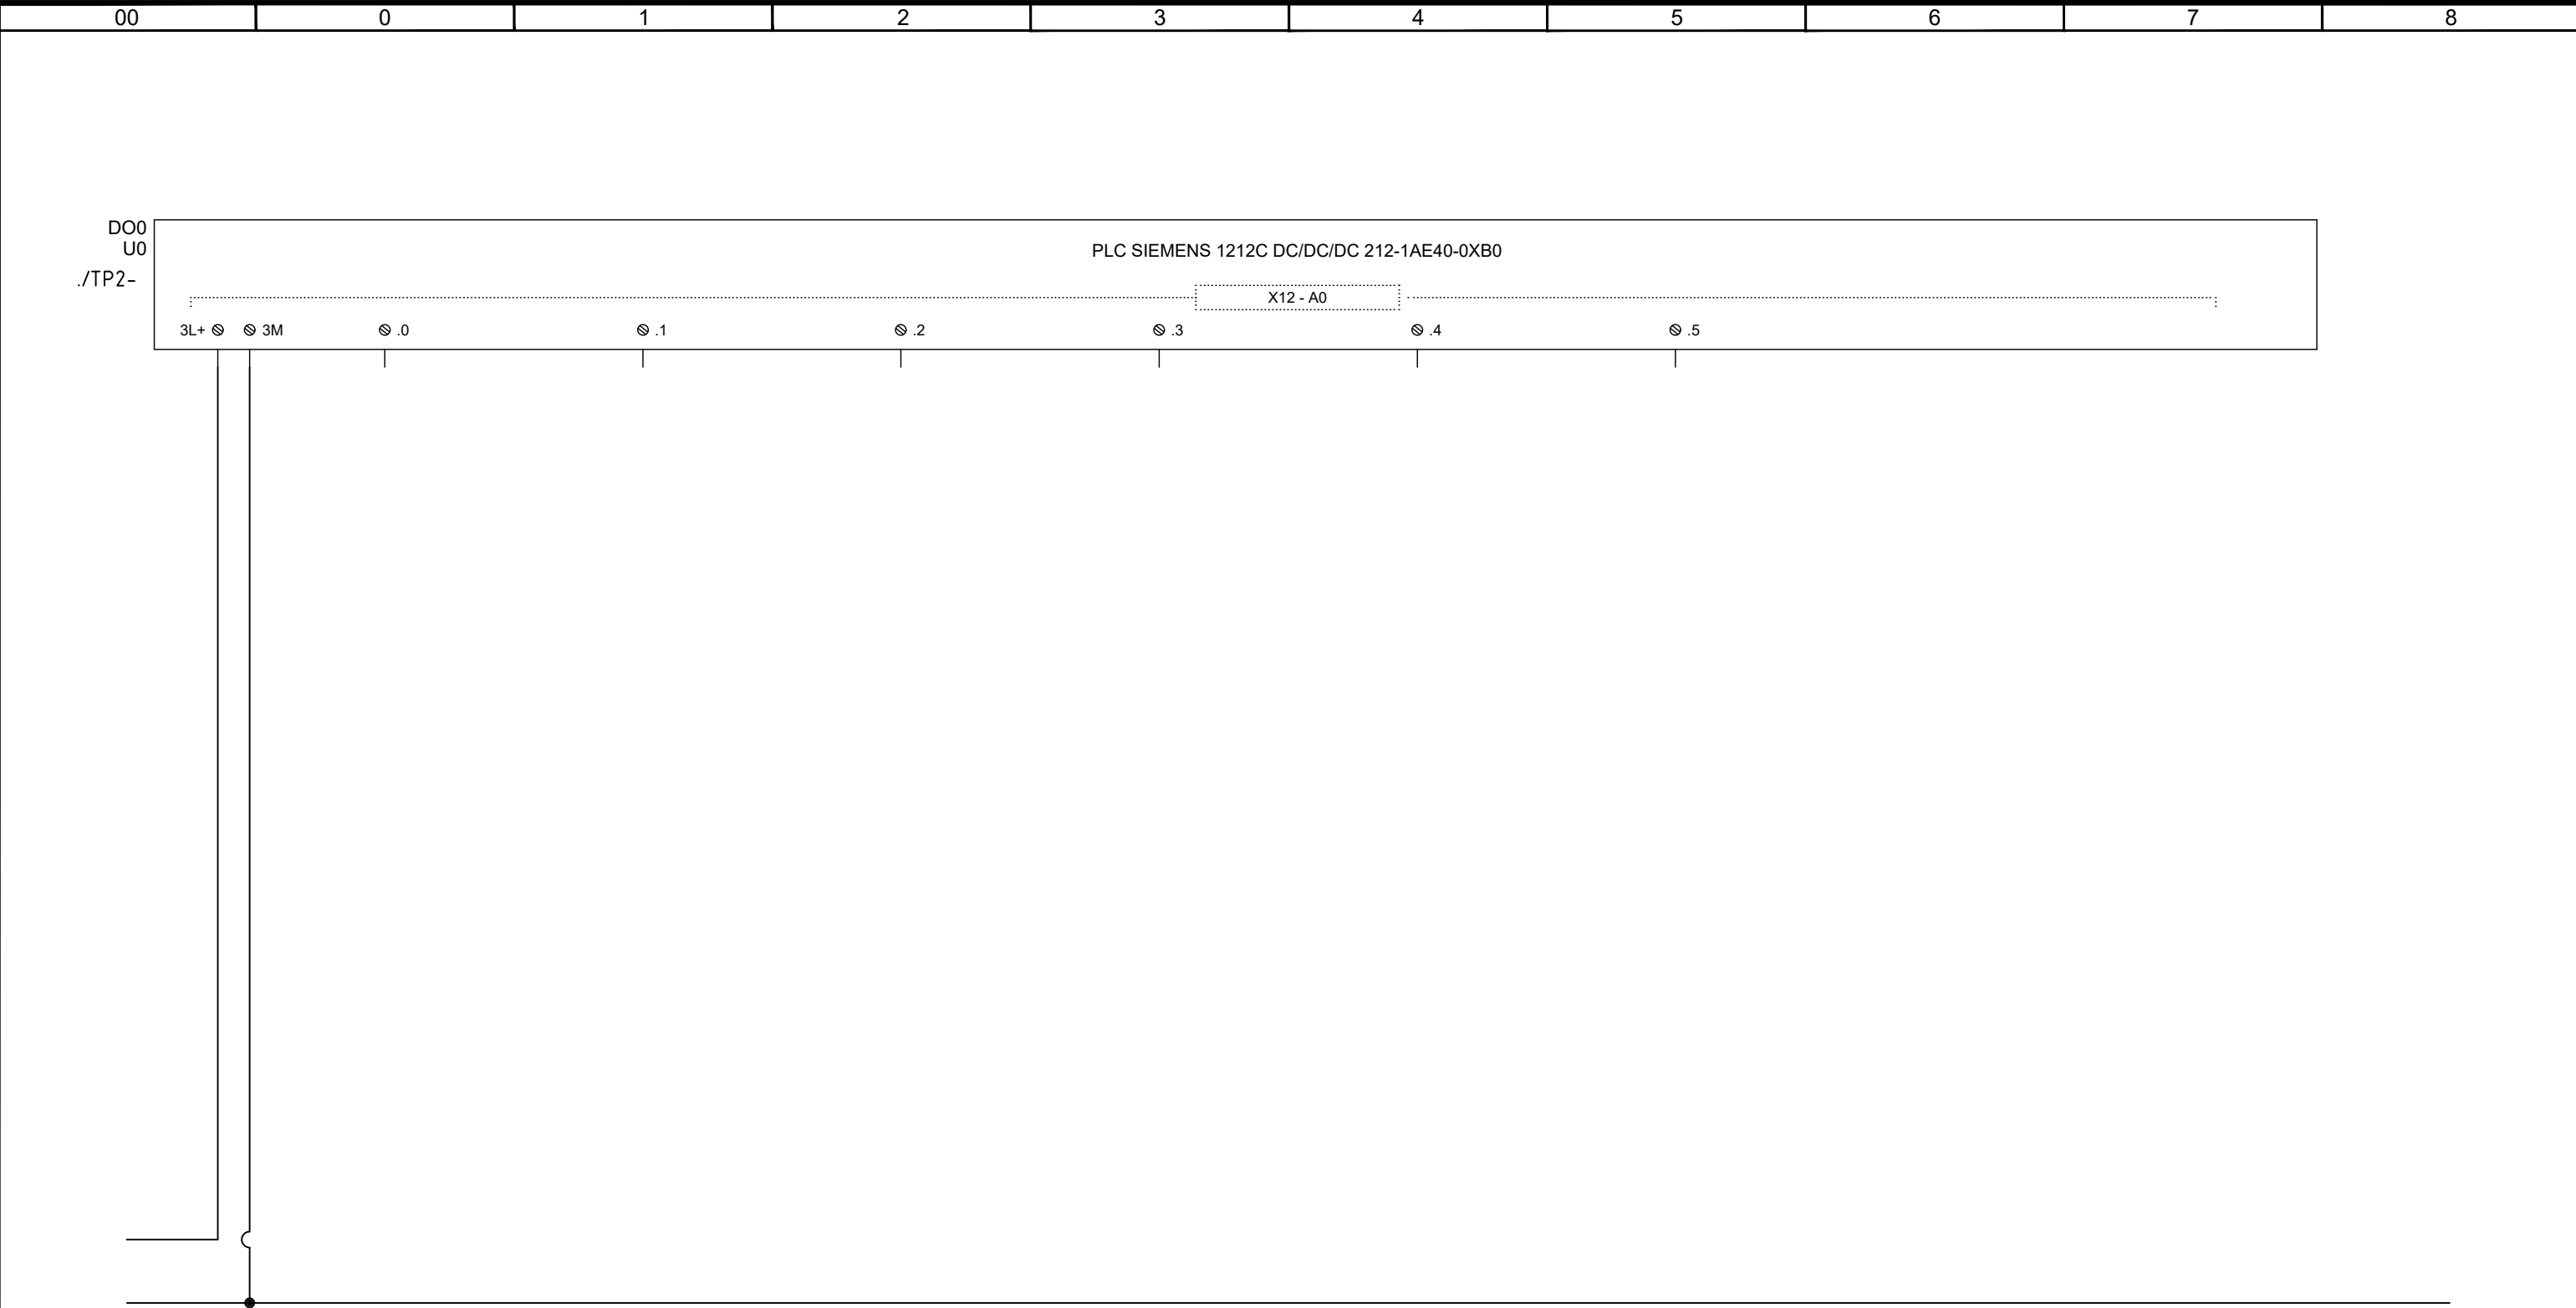 00 0 1 2 3 4 5 6 7 8
DO0
U0
PLC SIEMENS 1212C DC/DC/DC 212-1AE40-0XB0
./TP2-
X12 - A0
3L+ 3M .0 .1 .2 .3 .4 .5